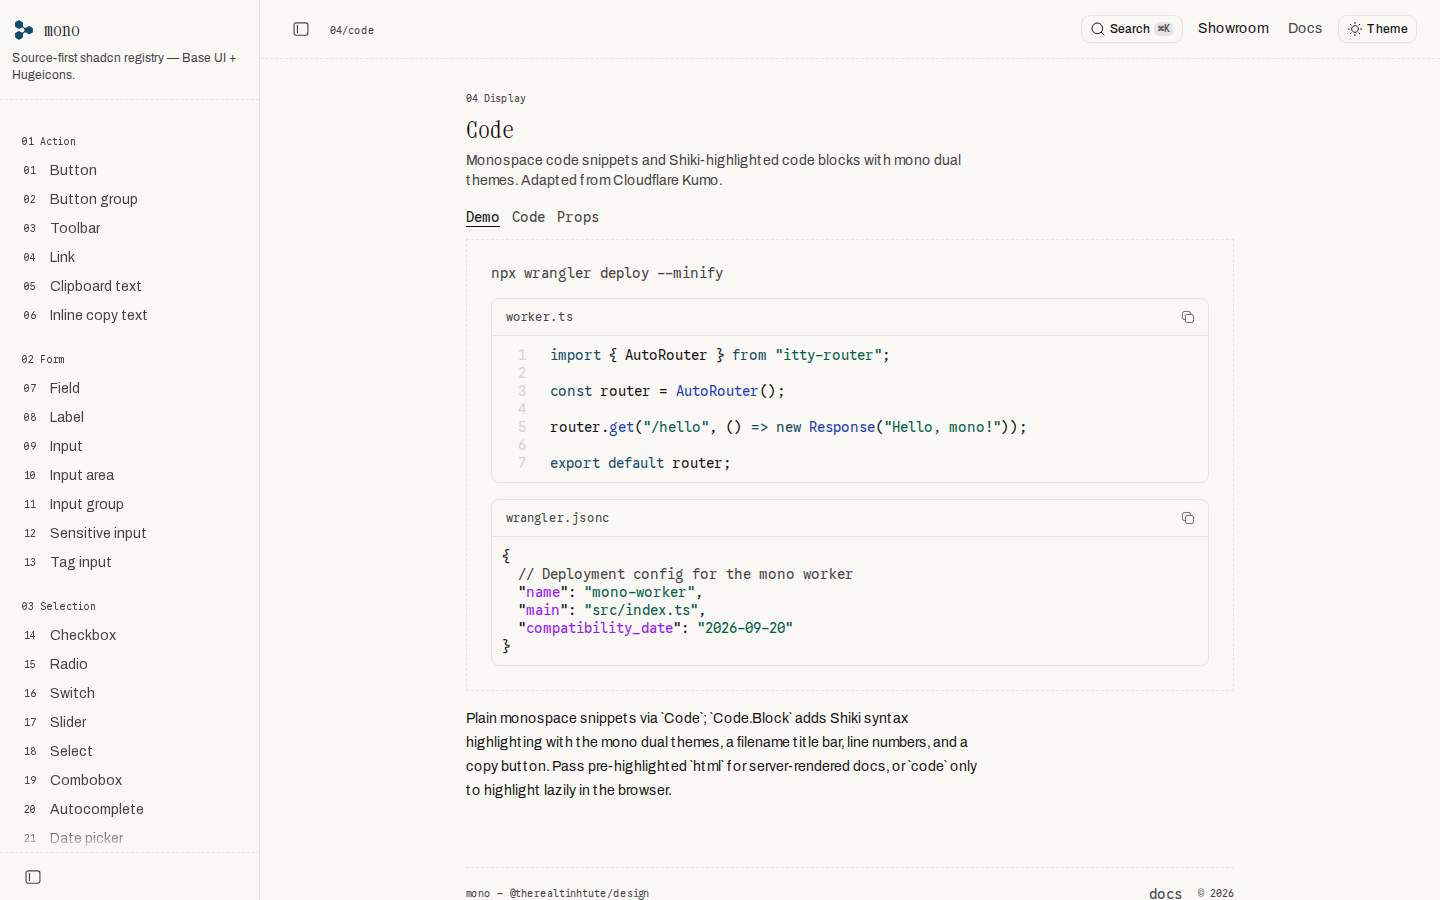 mono
Source-first shadcn registry — Base UI +
Hugeicons.
01 Action
01 Button
02 Button group
03 Toolbar
04 Link
05 Clipboard text
06 Inline copy text
02 Form
07 Field
08 Label
09 Input
10 Input area
11 Input group
12 Sensitive input
13 Tag input
03 Selection
14 Checkbox
15 Radio
16 Switch
17 Slider
18 Select
19 Combobox
20 Autocomplete
21 Date picker
04/code
Search ⌘K
Showroom
Docs
Theme
04 Display
Code
Monospace code snippets and Shiki-highlighted code blocks with mono dual
themes. Adapted from Cloudflare Kumo.
Demo Code Props
npx wrangler deploy --minify
worker.ts
1 import { AutoRouter } from "itty-router";
2
3 const router = AutoRouter();
4
5 router.get("/hello", () => new Response("Hello, mono!"));
6
7 export default router;
wrangler.jsonc
{
// Deployment config for the mono worker
"name": "mono-worker",
"main": "src/index.ts",
"compatibility_date": "2026-09-20"
}
Plain monospace snippets via `Code`; `Code.Block` adds Shiki syntax
highlighting with the mono dual themes, a filename title bar, line numbers, and a
copy button. Pass pre-highlighted `html` for server-rendered docs, or `code` only
to highlight lazily in the browser.
mono — @therealtinhtute/design
docs © 2026